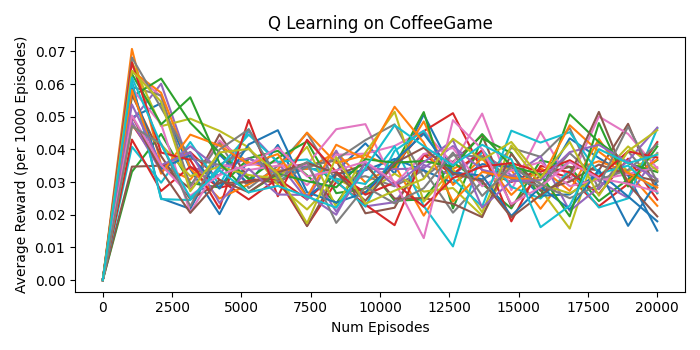 Q Learning on CoffeeGame
Average Reward (per 1000 Episodes)
0.07
0.06
0.05
0.04
0.03
0.02
0.01
0.00
0 2500 5000 7500 10000 12500 15000 17500 20000
Num Episodes